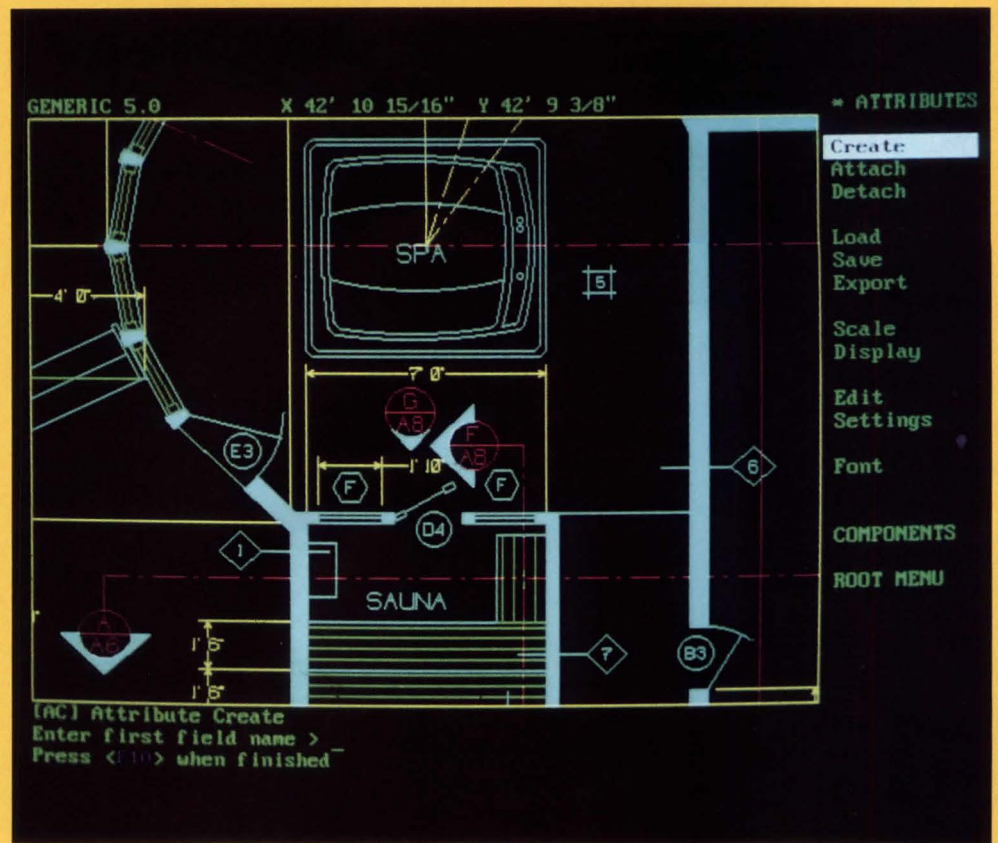 GENERIC 5.0 X 42' 10 15/16" Y 42' 9 3/8"
* ATTRIBUTES
Create
Attach
Detach
Load
Save
Export
Scale
Display
Edit
Settings
Font
COMPONENTS
ROOT MENU
SPA
5
4' 0"
7' 0"
G
A8
F
A8
E3
1' 10"
F
F
6
D4
1
SAUNA
A
A6
1' 6"
7
B3
1' 6"
[AC] Attribute Create
Enter first field name > _
Press <F10> when finished